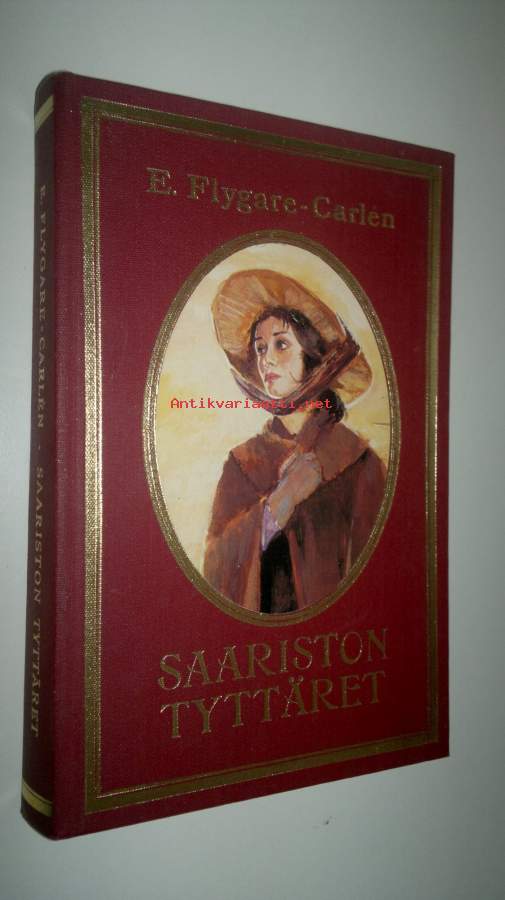 E. Flygare-Carlén
Antikvariaatti.net
SAARISTON
TYTTÄRET
E. FLYGARE-CARLÉN · SAARISTON TYTTÄRET